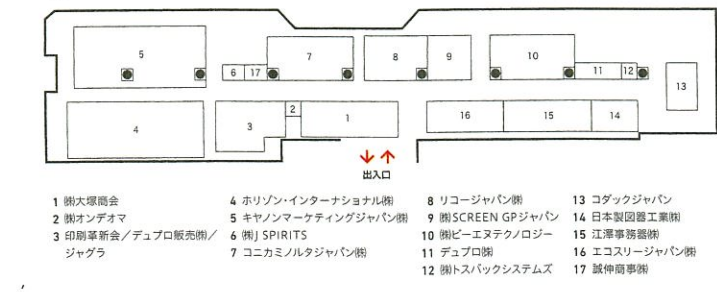 5
7
8
9
10
6
17
11
12
13
4
3
2
1
16
15
14
出入口
1 ㈱大塚商会
2 ㈱オンデオマ
3 印刷革新会／デュプロ販売㈱／
ジャグラ
4 ホリゾン・インターナショナル㈱
5 キヤノンマーケティングジャパン㈱
6 ㈱J SPIRITS
7 コニカミノルタジャパン㈱
8 リコージャパン㈱
9 ㈱SCREEN GPジャパン
10 ㈱ビーエヌテクノロジー
11 デュプロ㈱
12 ㈱トスバックシステムズ
13 コダックジャパン
14 日本製図器工業㈱
15 江澤事務器㈱
16 エコスリージャパン㈱
17 誠伸商事㈱